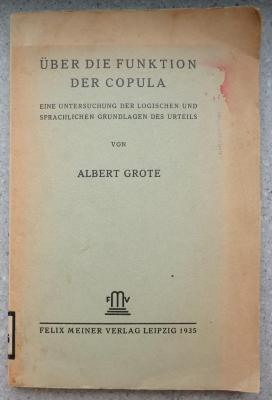 ÜBER DIE FUNKTION
DER COPULA
EINE UNTERSUCHUNG DER LOGISCHEN UND
SPRACHLICHEN GRUNDLAGEN DES URTEILS
VON
ALBERT GROTE
F M V
FELIX MEINER VERLAG LEIPZIG 1935